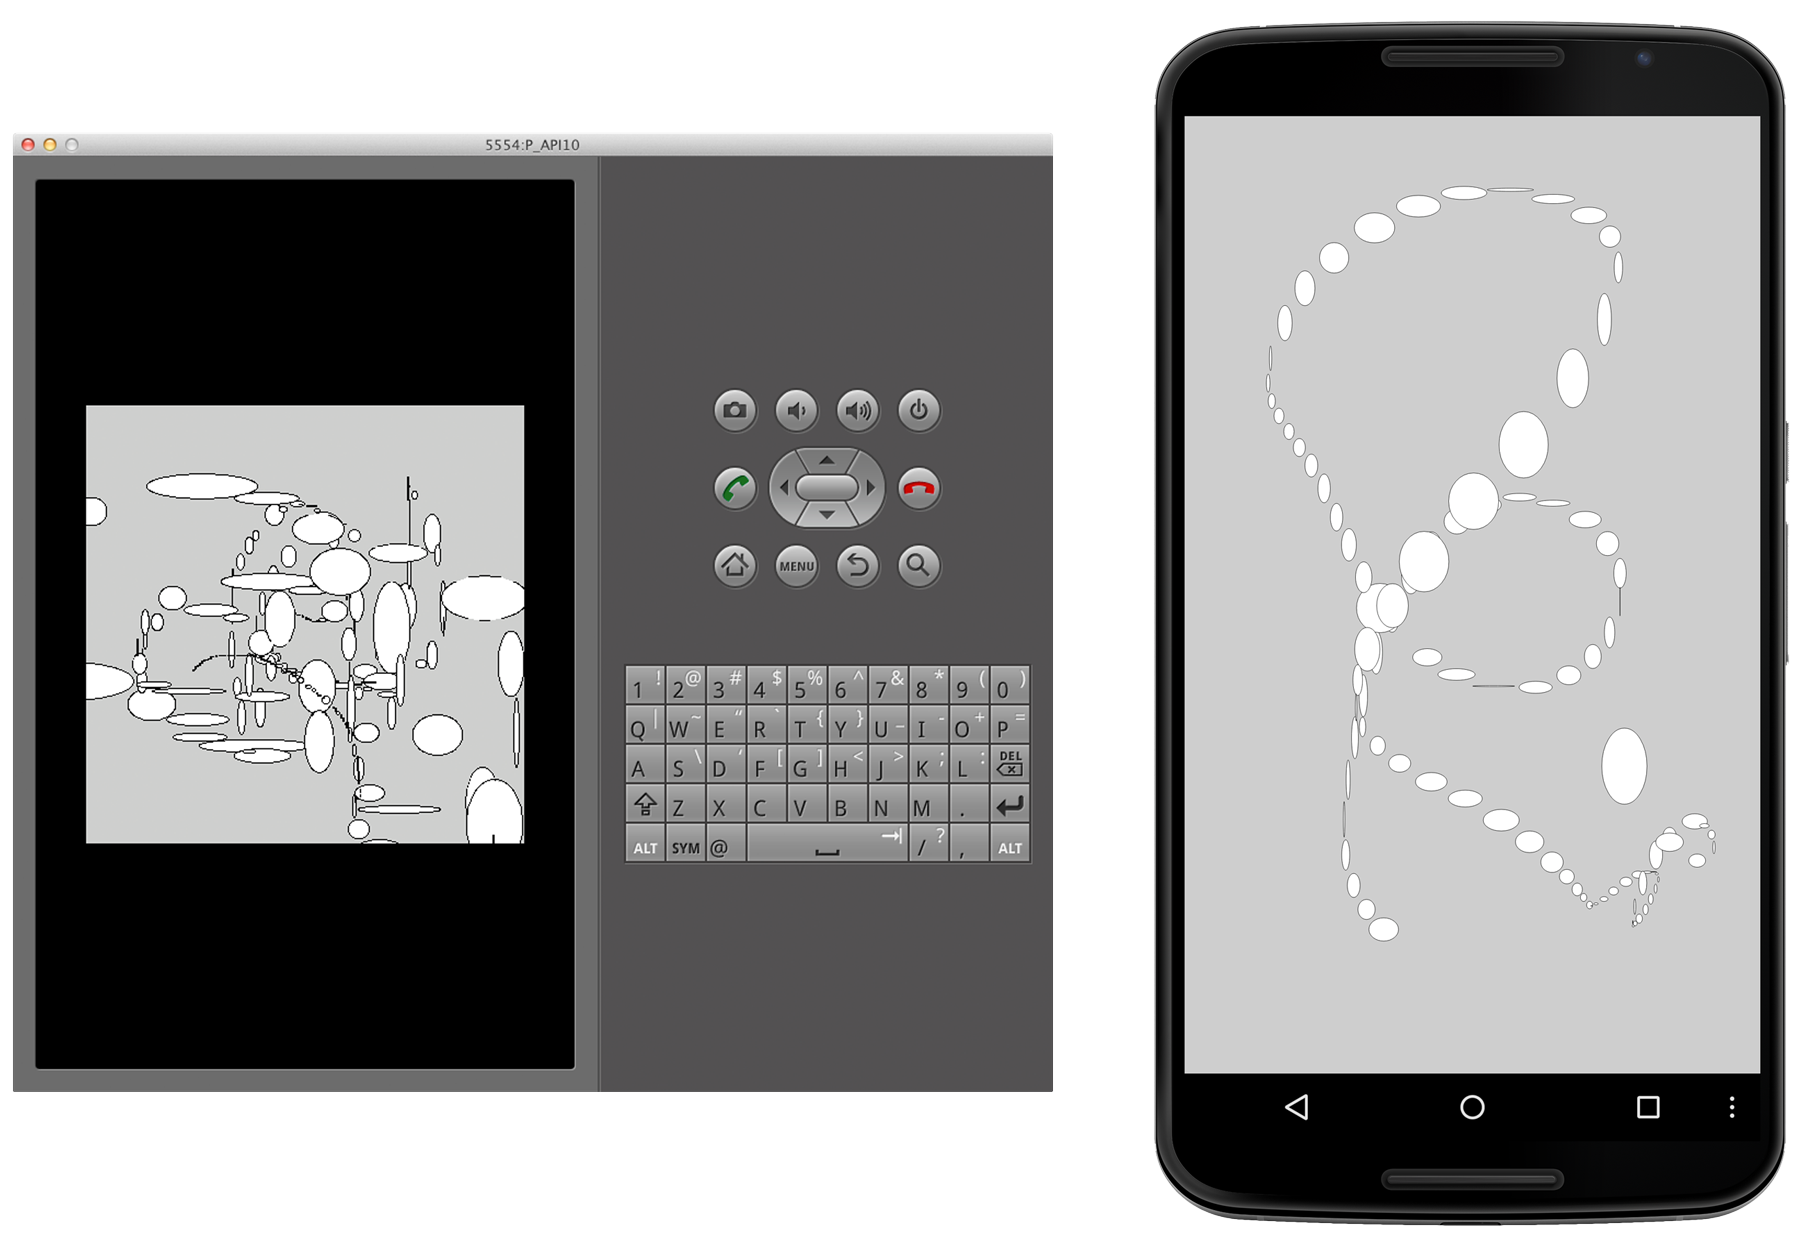 5554:P_API10
MENU
1 ! 2 @ 3 # 4 $ 5 % 6 ^ 7 & 8 * 9 ( 0 )
Q | W ~ E “ R ` T { Y } U _ I - O + P =
A S \ D ‘ F [ G ] H < J > K ; L : DEL
Z X C V B N M .
ALT SYM @ / ? , ALT